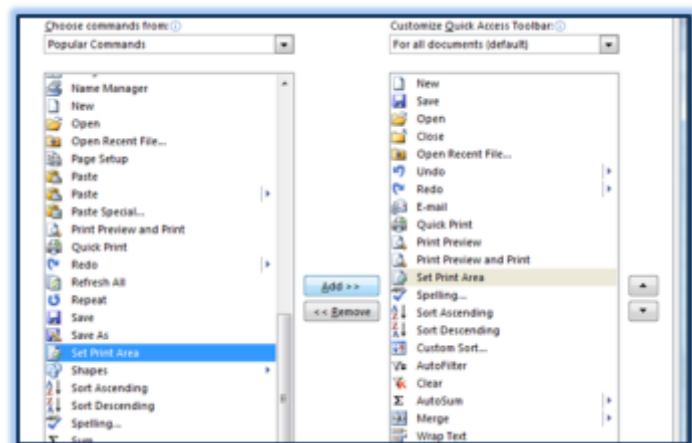 Choose commands from:
Popular Commands
Name Manager
New
Open
Open Recent File...
Page Setup
Paste
Paste
Paste Special...
Print Preview and Print
Quick Print
Redo
Refresh All
Repeat
Save
Save As
Set Print Area
Shapes
Sort Ascending
Sort Descending
Spelling...
Sum
Add >>
<< Remove
Customize Quick Access Toolbar:
For all documents (default)
New
Save
Open
Close
Open Recent File...
Undo
Redo
E-mail
Quick Print
Print Preview
Print Preview and Print
Set Print Area
Spelling...
Sort Ascending
Sort Descending
Custom Sort...
AutoFilter
Clear
AutoSum
Merge
Wrap Text